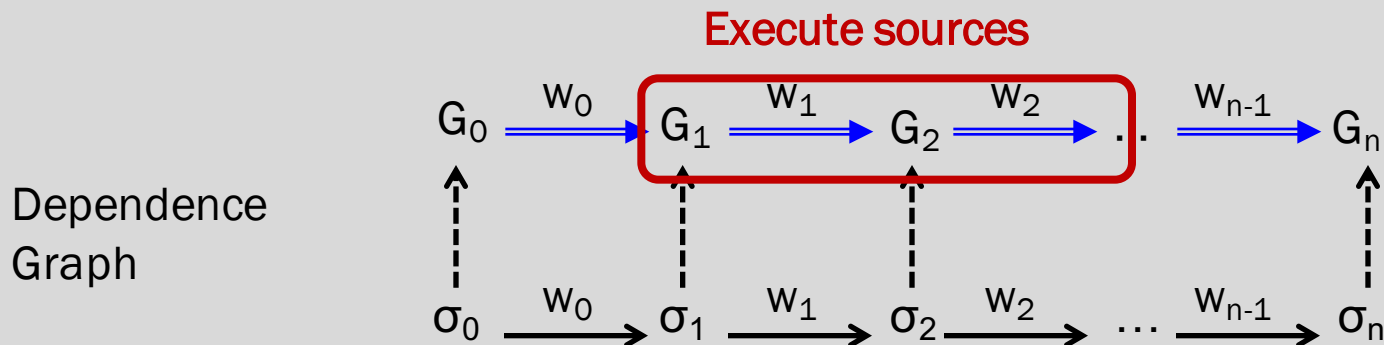 Execute sources
w₀ w₁ w₂ wₙ₋₁
G₀ G₁ G₂ ... Gₙ
Dependence
Graph
w₀ w₁ w₂ wₙ₋₁
σ₀ σ₁ σ₂ ... σₙ